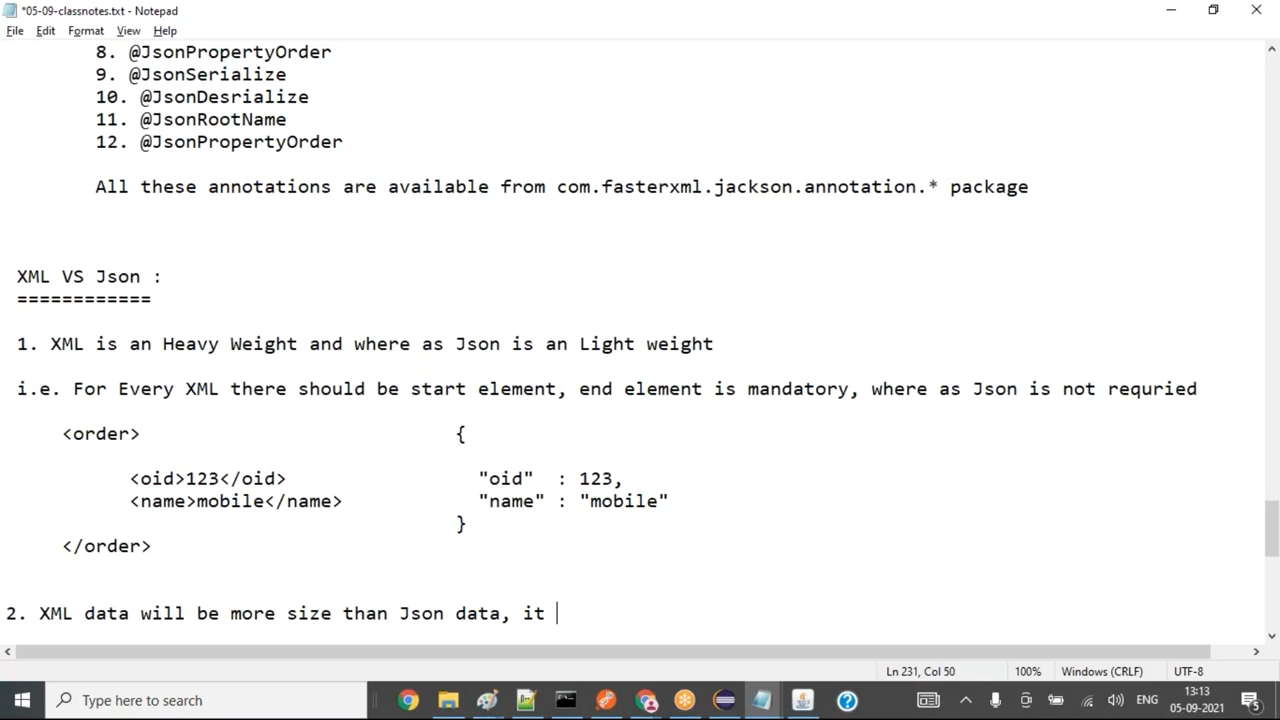 *05-09-classnotes.txt - Notepad
File Edit Format View Help
8. @JsonPropertyOrder
9. @JsonSerialize
10. @JsonDesrialize
11. @JsonRootName
12. @JsonPropertyOrder
All these annotations are available from com.fasterxml.jackson.annotation.* package
XML VS Json :
============
1. XML is an Heavy Weight and where as Json is an Light weight
i.e. For Every XML there should be start element, end element is mandatory, where as Json is not requried
<order> {
<oid>123</oid> "oid" : 123,
<name>mobile</name> "name" : "mobile"
}
</order>
2. XML data will be more size than Json data, it
Ln 231, Col 50 100% Windows (CRLF) UTF-8
Type here to search ENG 13:13
05-09-2021 5